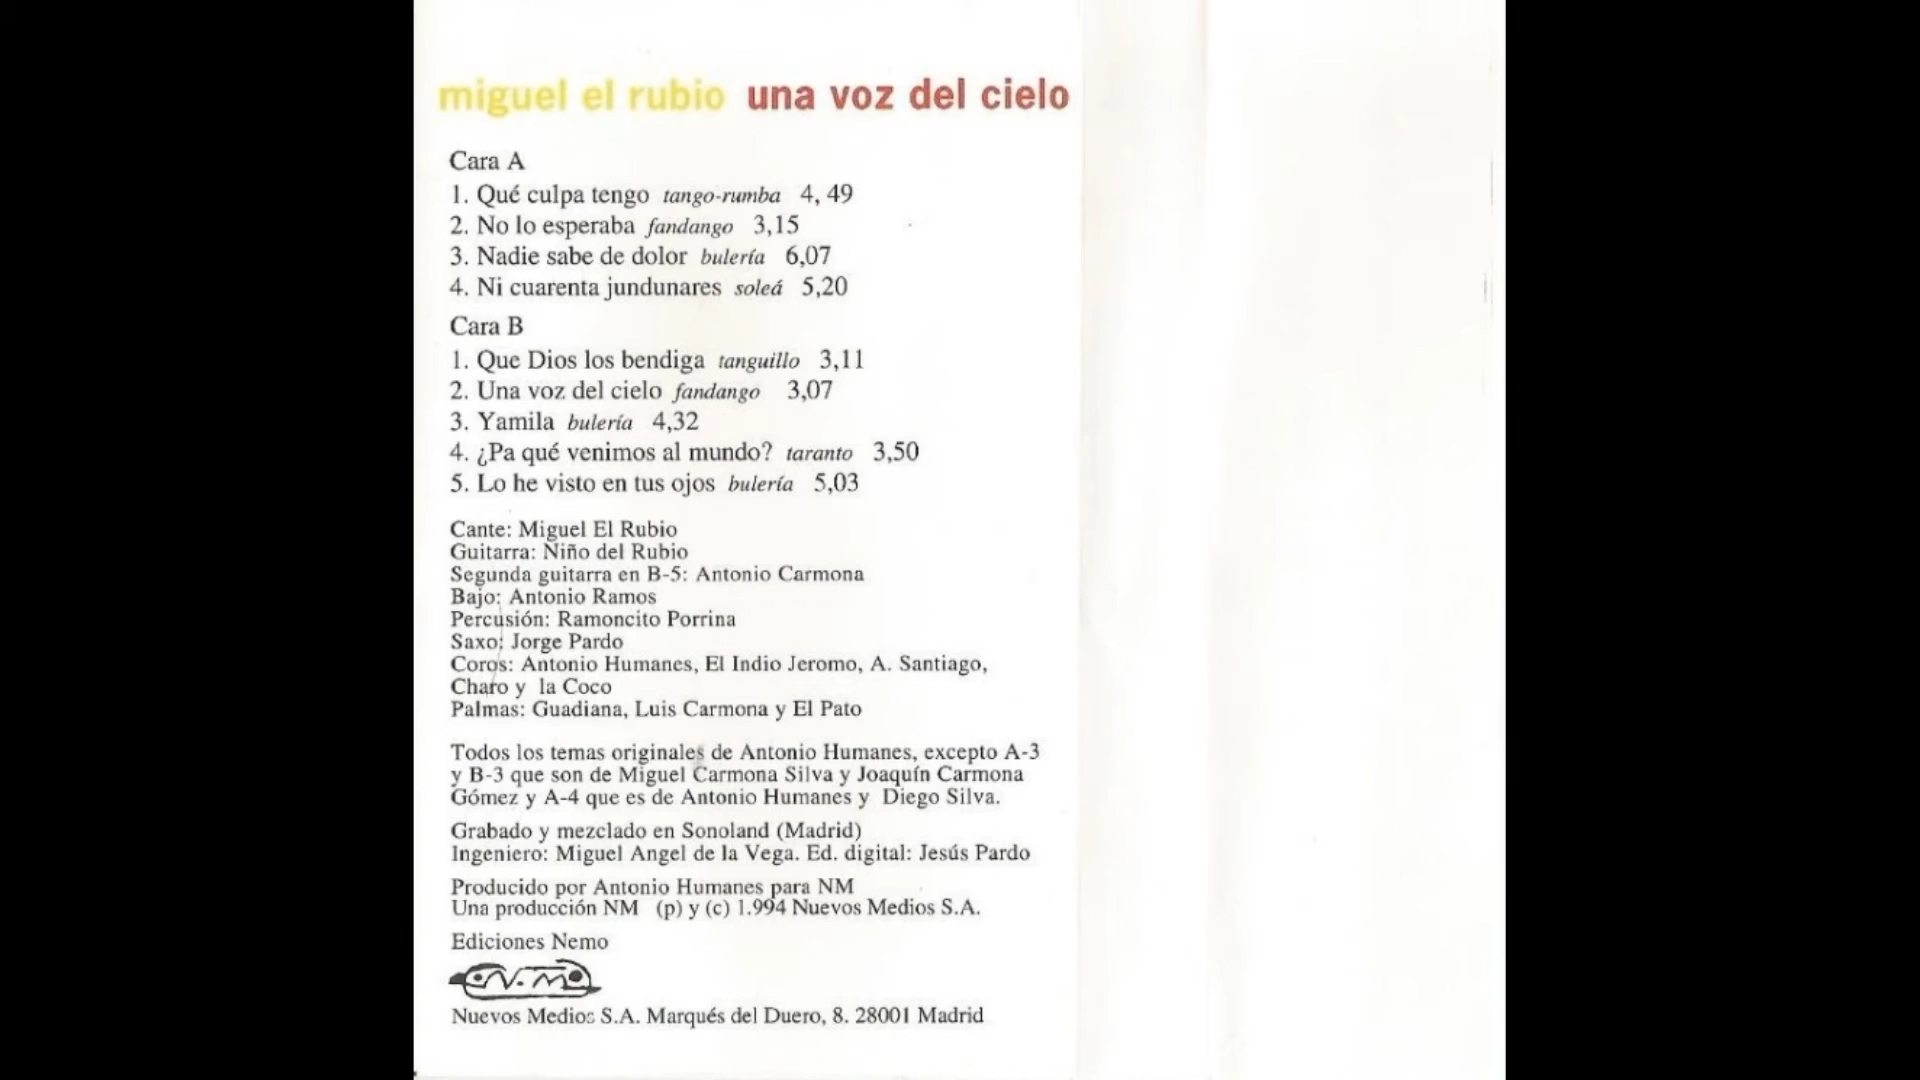 miguel el rubio una voz del cielo
Cara A
1. Qué culpa tengo tango-rumba 4, 49
2. No lo esperaba fandango 3,15
3. Nadie sabe de dolor bulería 6,07
4. Ni cuarenta jundunares soleá 5,20
Cara B
1. Que Dios los bendiga tanguillo 3,11
2. Una voz del cielo fandango 3,07
3. Yamila bulería 4,32
4. ¿Pa qué venimos al mundo? taranto 3,50
5. Lo he visto en tus ojos bulería 5,03
Cante: Miguel El Rubio
Guitarra: Niño del Rubio
Segunda guitarra en B-5: Antonio Carmona
Bajo: Antonio Ramos
Percusión: Ramoncito Porrina
Saxo: Jorge Pardo
Coros: Antonio Humanes, El Indio Jeromo, A. Santiago,
Charo y la Coco
Palmas: Guadiana, Luis Carmona y El Pato
Todos los temas originales de Antonio Humanes, excepto A-3
y B-3 que son de Miguel Carmona Silva y Joaquín Carmona
Gómez y A-4 que es de Antonio Humanes y Diego Silva.
Grabado y mezclado en Sonoland (Madrid)
Ingeniero: Miguel Angel de la Vega. Ed. digital: Jesús Pardo
Producido por Antonio Humanes para NM
Una producción NM (p) y (c) 1.994 Nuevos Medios S.A.
Ediciones Nemo
Nuevos Medios S.A. Marqués del Duero, 8. 28001 Madrid